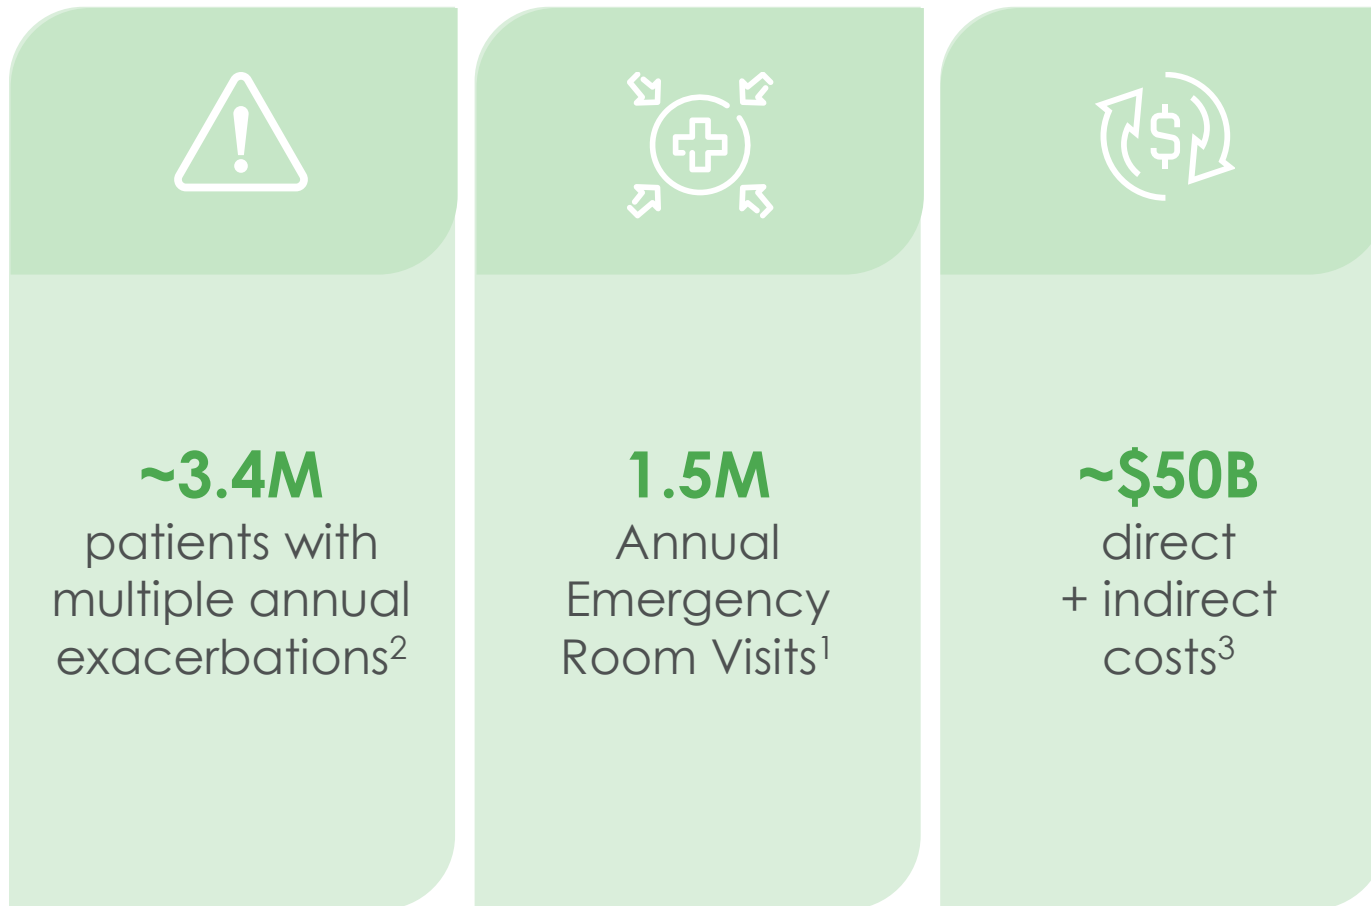 ~3.4M
patients with
multiple annual
exacerbations²
1.5M
Annual
Emergency
Room Visits¹
~$50B
direct
+ indirect
costs³